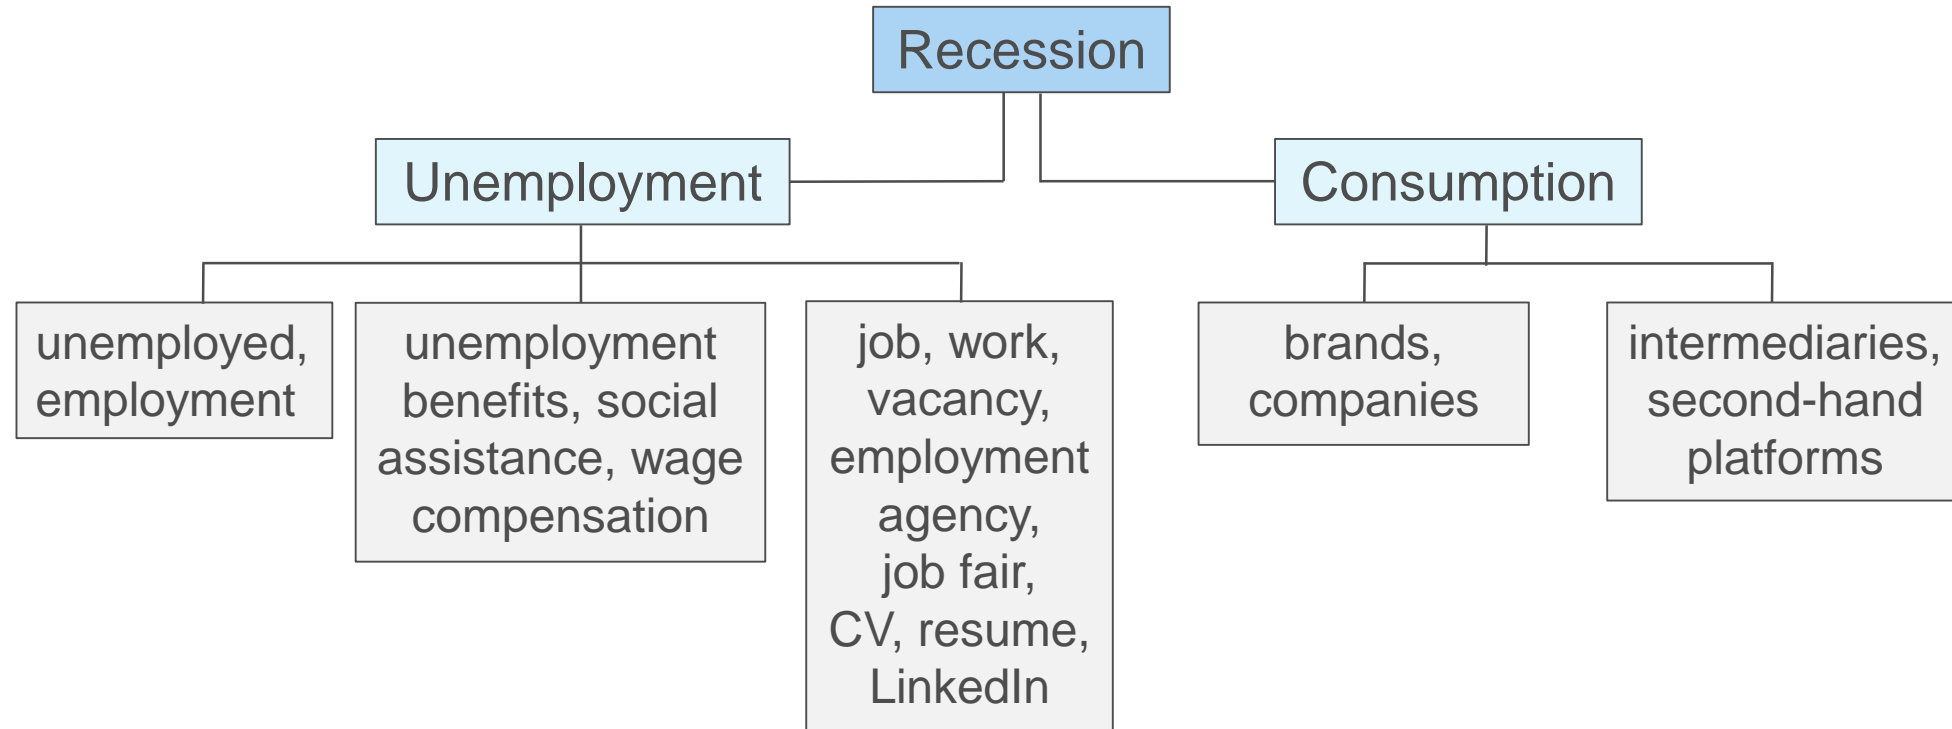 Recession
Unemployment
Consumption
unemployed,
employment
unemployment
benefits, social
assistance, wage
compensation
job, work,
vacancy,
employment
agency,
job fair,
CV, resume,
LinkedIn
brands,
companies
intermediaries,
second-hand
platforms